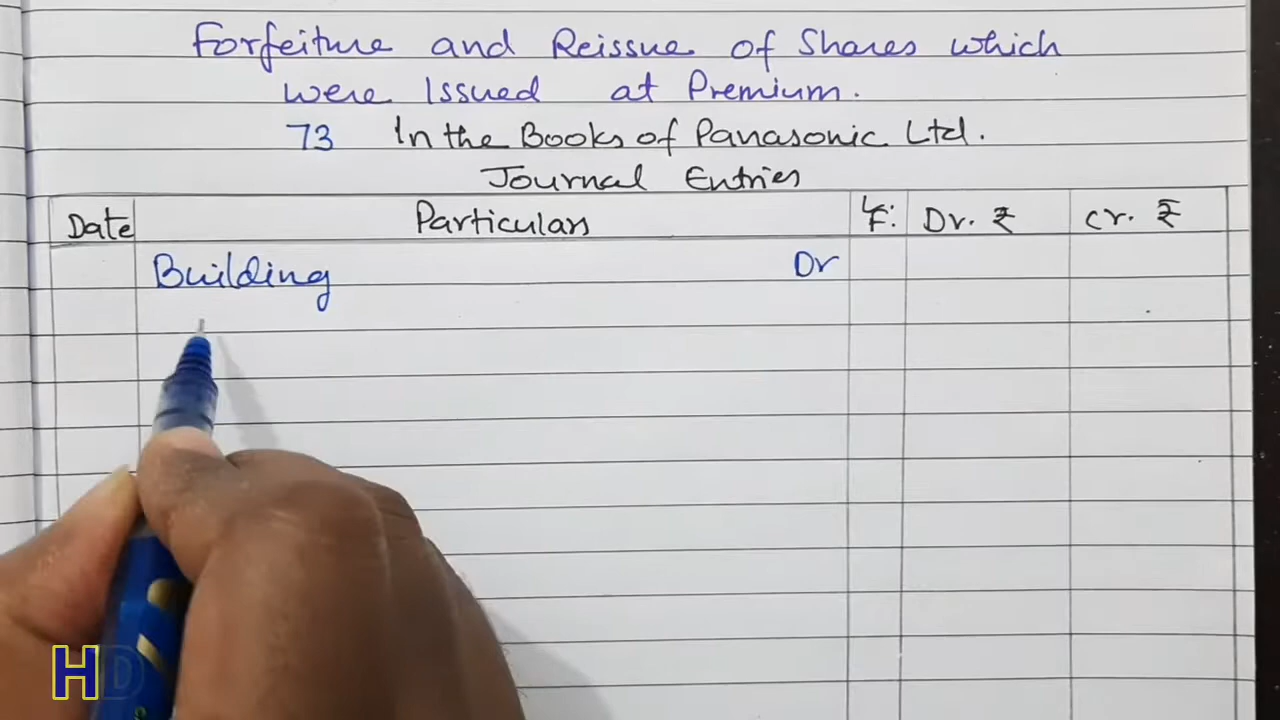 Forfeiture and Reissue of Shares which
were Issued at Premium.
73 In the Books of Panasonic Ltd.
Journal Entries
Date Particulars L.F. Dr. ₹ Cr. ₹
Building Dr
HD